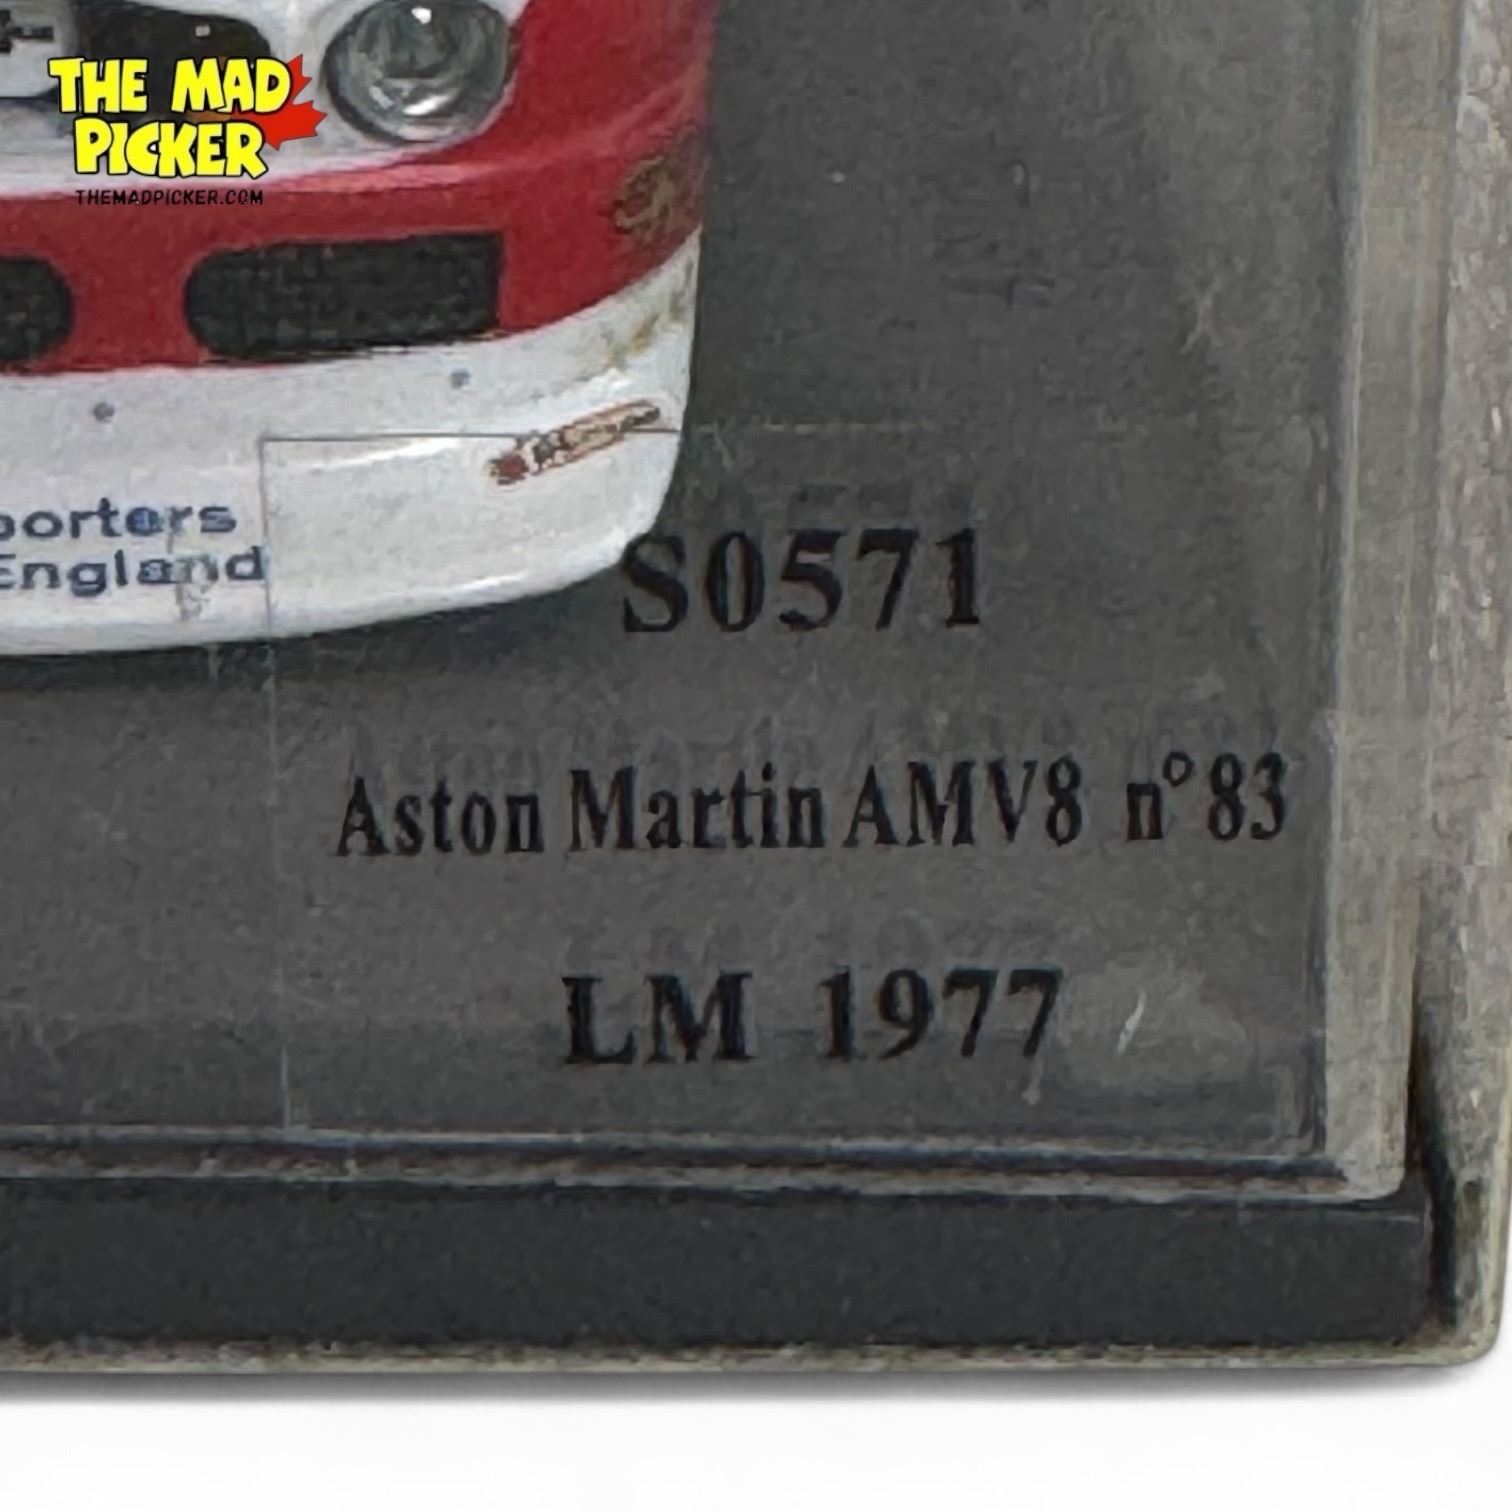 THE MAD
PICKER
THEMADPICKER.COM
porters
England
S0571
Aston Martin AMV8 n°83
LM 1977